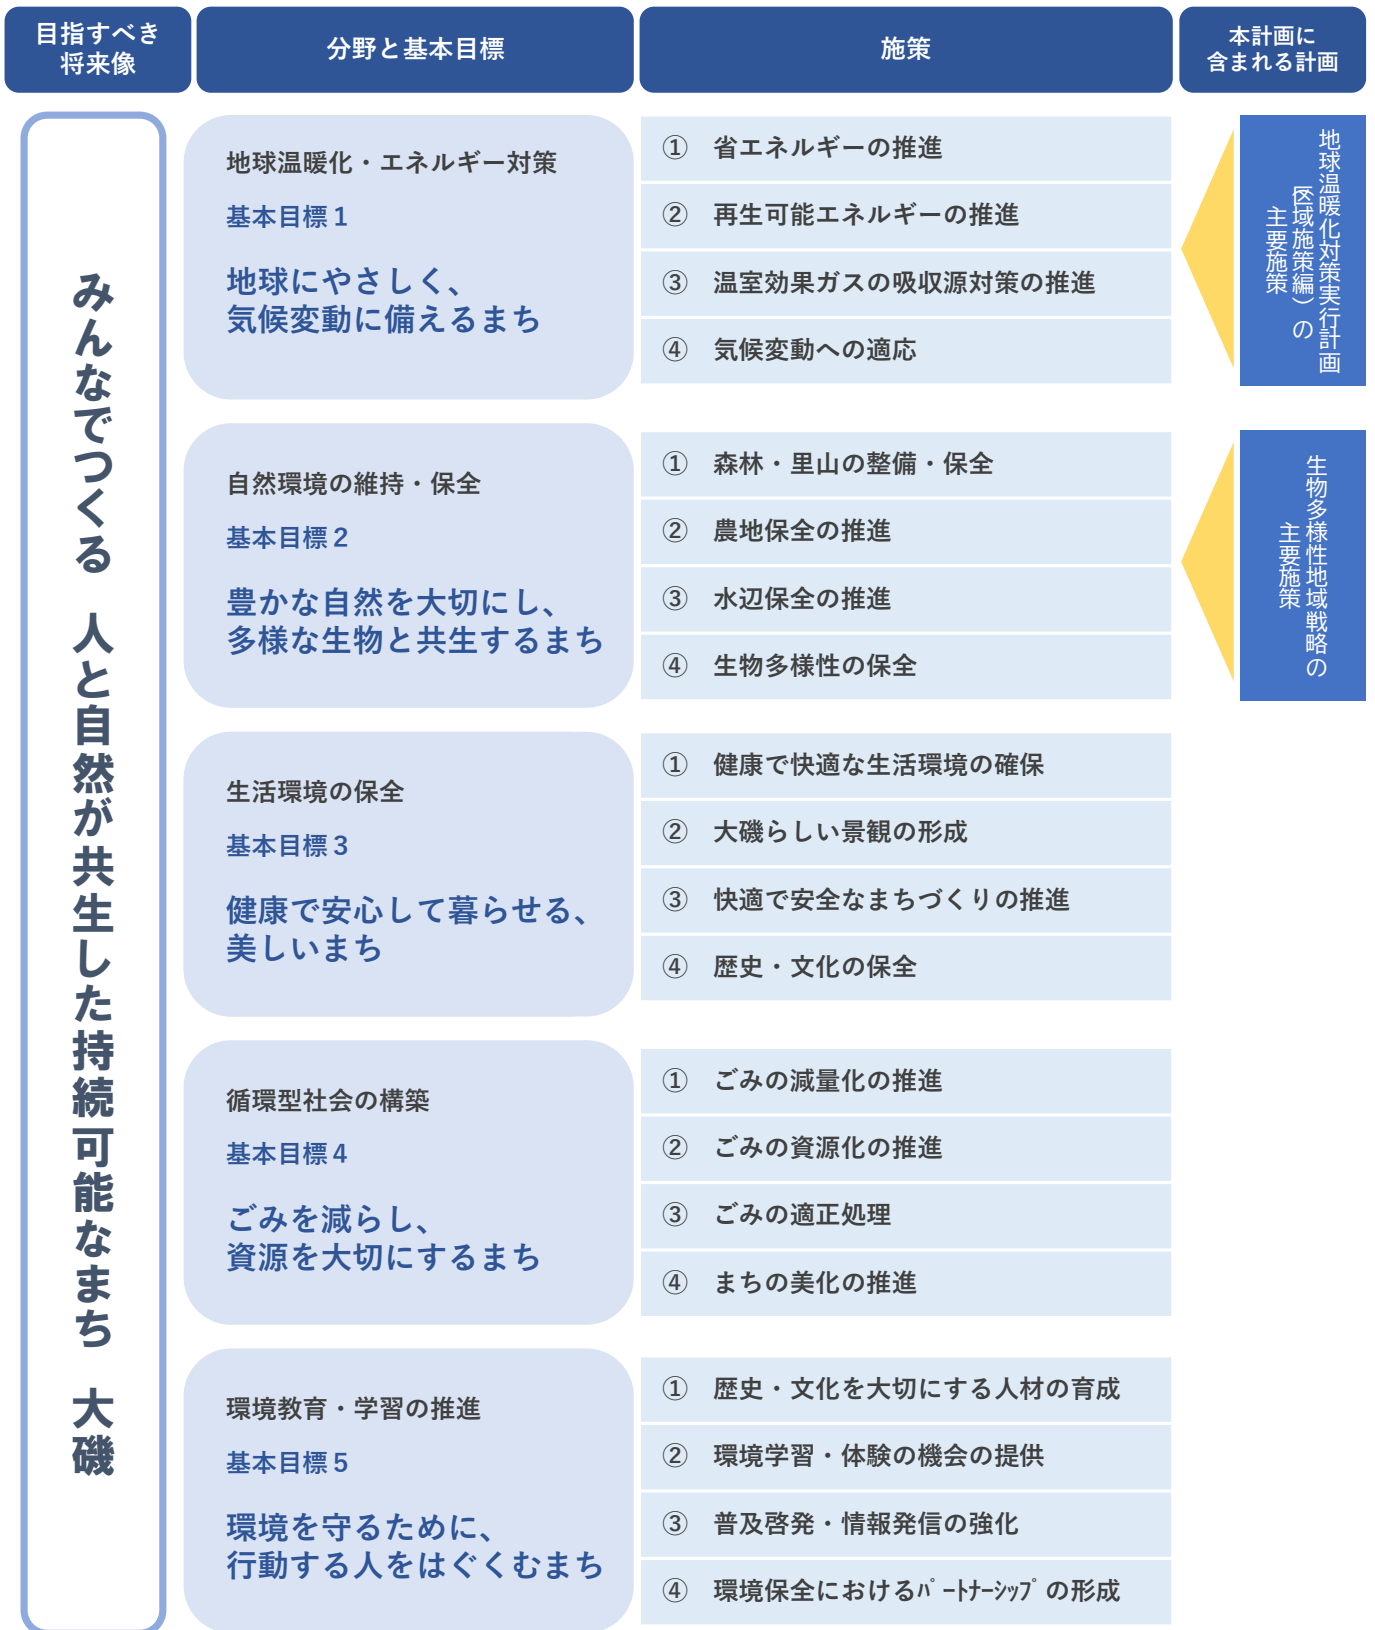 目指すべき
将来像
分野と基本目標
施策
本計画に
含まれる計画
みんなでつくる　人と自然が共生した持続可能なまち　大磯
地球温暖化・エネルギー対策
基本目標１
地球にやさしく、
気候変動に備えるまち
①　省エネルギーの推進
②　再生可能エネルギーの推進
③　温室効果ガスの吸収源対策の推進
④　気候変動への適応
地球温暖化対策実行計画
区域施策編）の
主要施策
自然環境の維持・保全
基本目標２
豊かな自然を大切にし、
多様な生物と共生するまち
①　森林・里山の整備・保全
②　農地保全の推進
③　水辺保全の推進
④　生物多様性の保全
生物多様性地域戦略の
主要施策
生活環境の保全
基本目標３
健康で安心して暮らせる、
美しいまち
①　健康で快適な生活環境の確保
②　大磯らしい景観の形成
③　快適で安全なまちづくりの推進
④　歴史・文化の保全
循環型社会の構築
基本目標４
ごみを減らし、
資源を大切にするまち
①　ごみの減量化の推進
②　ごみの資源化の推進
③　ごみの適正処理
④　まちの美化の推進
環境教育・学習の推進
基本目標５
環境を守るために、
行動する人をはぐくむまち
①　歴史・文化を大切にする人材の育成
②　環境学習・体験の機会の提供
③　普及啓発・情報発信の強化
④　環境保全におけるﾊﾟｰﾄﾅｰｼｯﾌﾟの形成